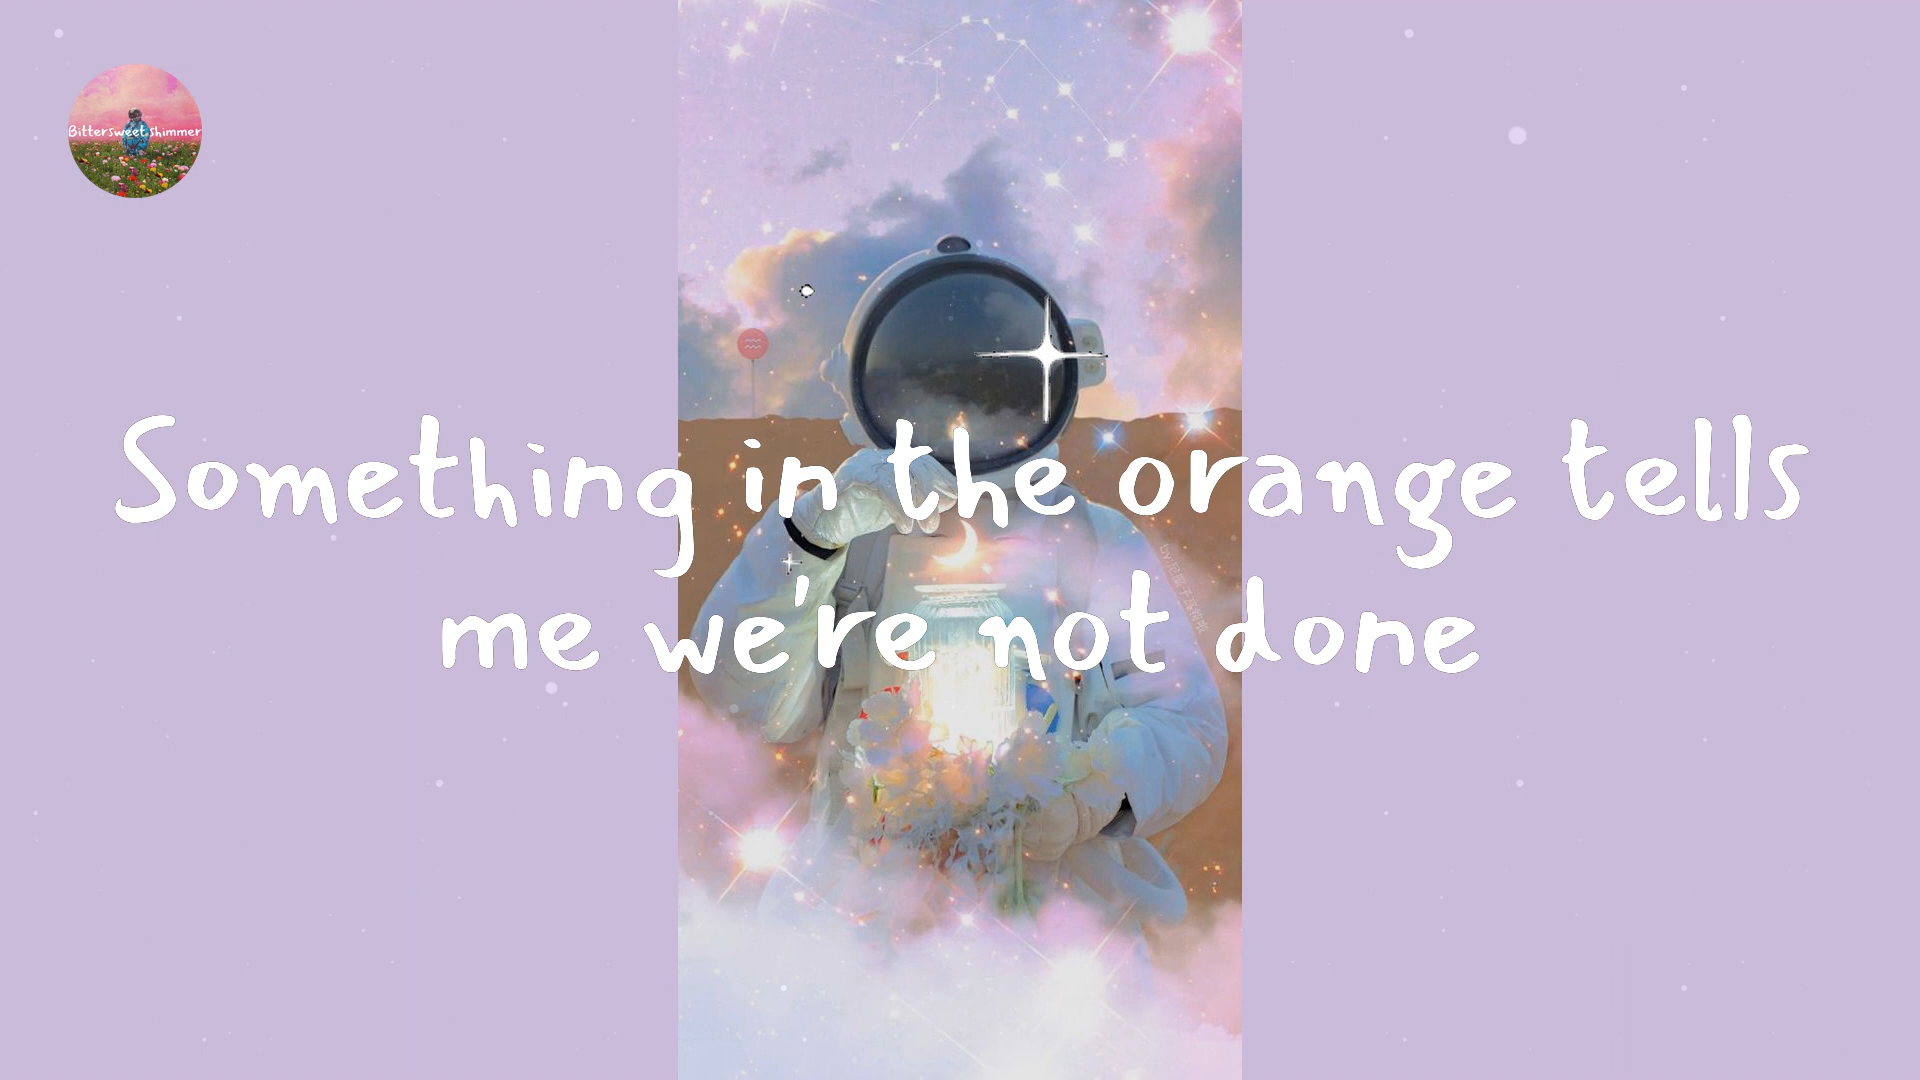 Bittersweet shimmer
Something in the orange tells
me we're not done